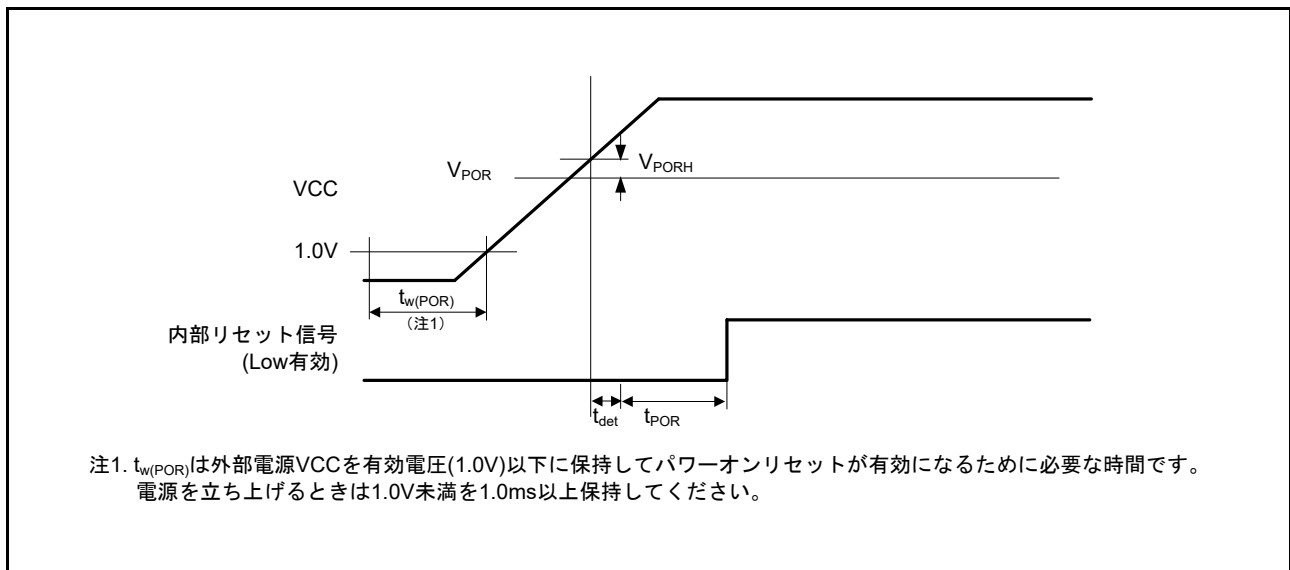 VPOR
VPORH
VCC
1.0V
tw(POR)
（注1）
内部リセット信号
(Low有効)
tdet
tPOR
注1. tw(POR)は外部電源VCCを有効電圧(1.0V)以下に保持してパワーオンリセットが有効になるために必要な時間です。
電源を立ち上げるときは1.0V未満を1.0ms以上保持してください。